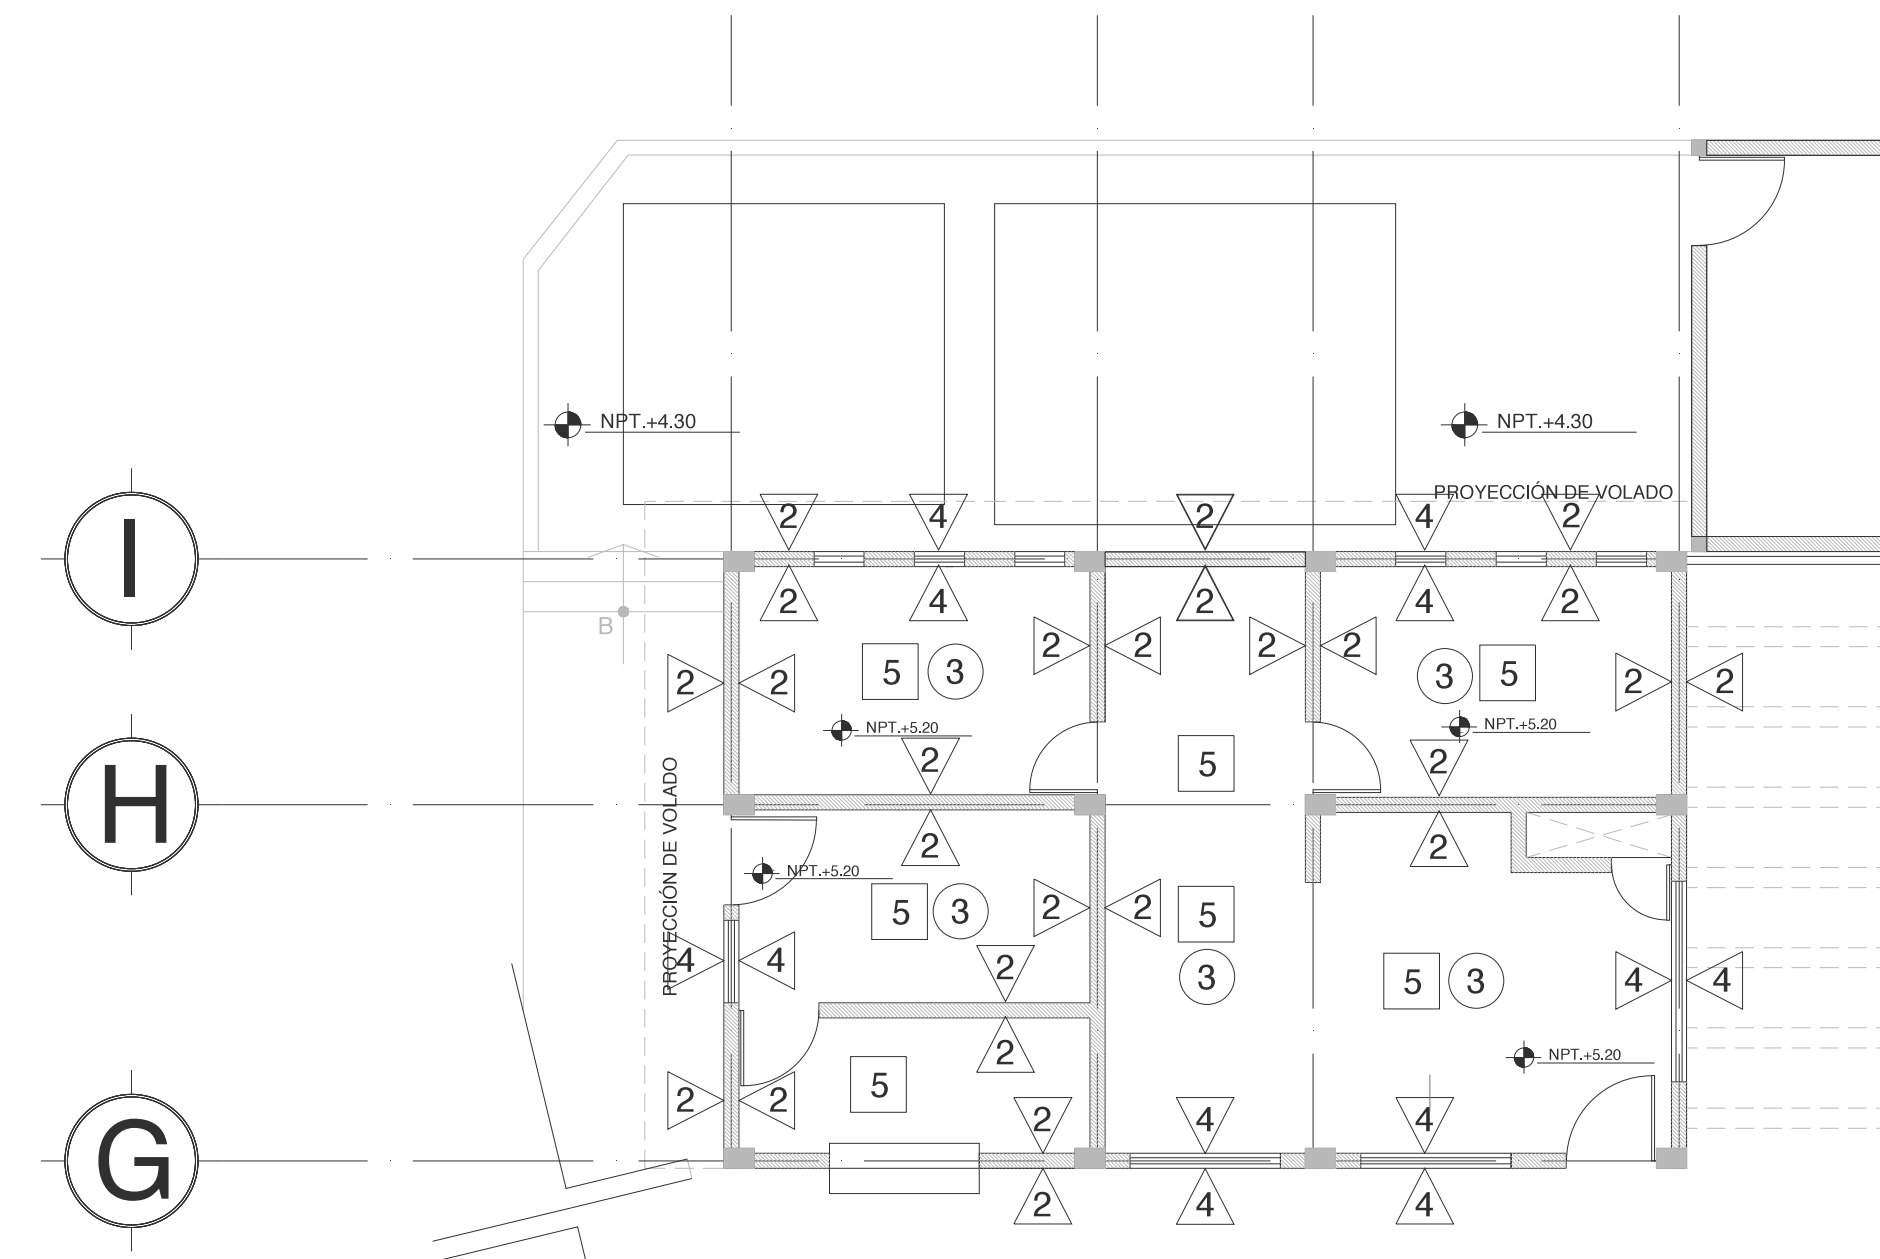 NPT.+4.30 NPT.+4.30
PROYECCIÓN DE VOLADO
2 4 2 4 2
I
2 4 2 4 2
B
2 2 2 2
5 3 3 5
2 2 2 2
NPT.+5.20 NPT.+5.20
2 5 2
PROYECCIÓN DE VOLADO
H
2 2
NPT.+5.20
5 3 2 2 5
4 4 2 3 5 3 4 4
2
NPT.+5.20
5
2 2
2 4 4
G
2 4 4